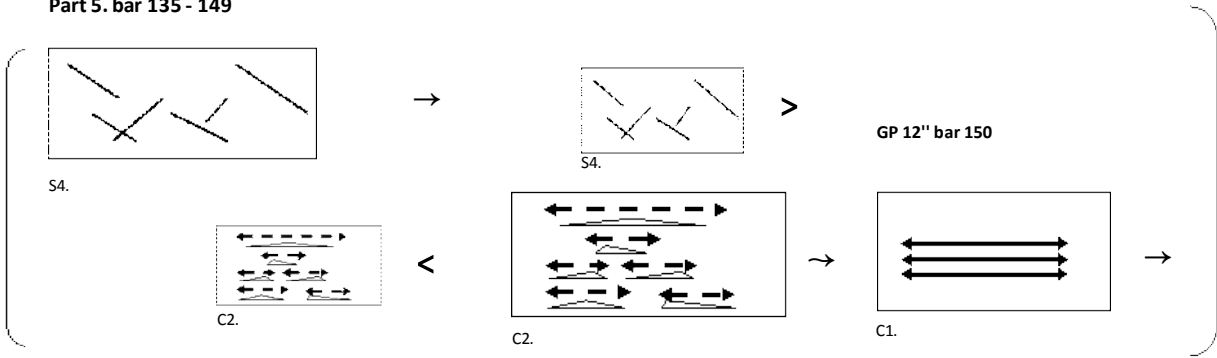 Part 5. bar 135 - 149
→
>
GP 12'' bar 150
S4.
S4.
<
⤳
→
C2.
C2.
C1.